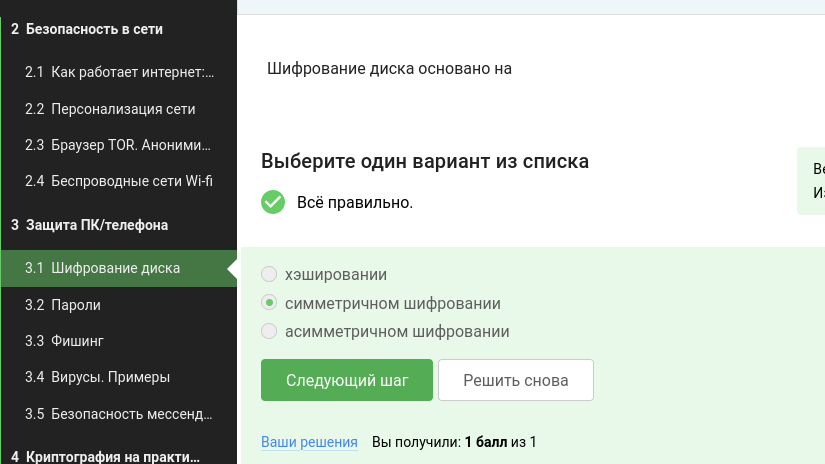 2 Безопасность в сети
2.1 Как работает интернет:...
2.2 Персонализация сети
2.3 Браузер TOR. Аноними...
2.4 Беспроводные сети Wi-fi
3 Защита ПК/телефона
3.1 Шифрование диска
3.2 Пароли
3.3 Фишинг
3.4 Вирусы. Примеры
3.5 Безопасность мессенд...
4 Криптография на практи...
Шифрование диска основано на
Выберите один вариант из списка
Всё правильно.
хэшировании
симметричном шифровании
асимметричном шифровании
Следующий шаг Решить снова
Ваши решения Вы получили: 1 балл из 1